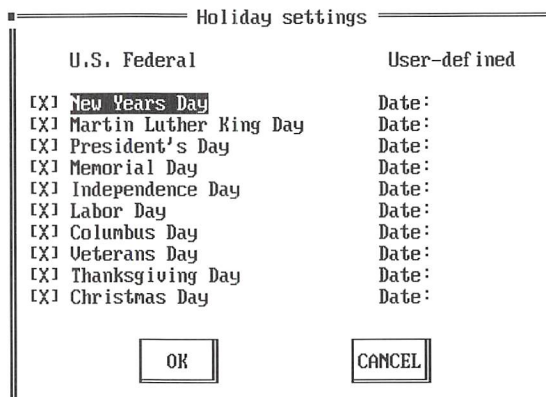 Holiday settings
U.S. Federal User-defined
[X] New Years Day Date:
[X] Martin Luther King Day Date:
[X] President's Day Date:
[X] Memorial Day Date:
[X] Independence Day Date:
[X] Labor Day Date:
[X] Columbus Day Date:
[X] Veterans Day Date:
[X] Thanksgiving Day Date:
[X] Christmas Day Date:
OK CANCEL